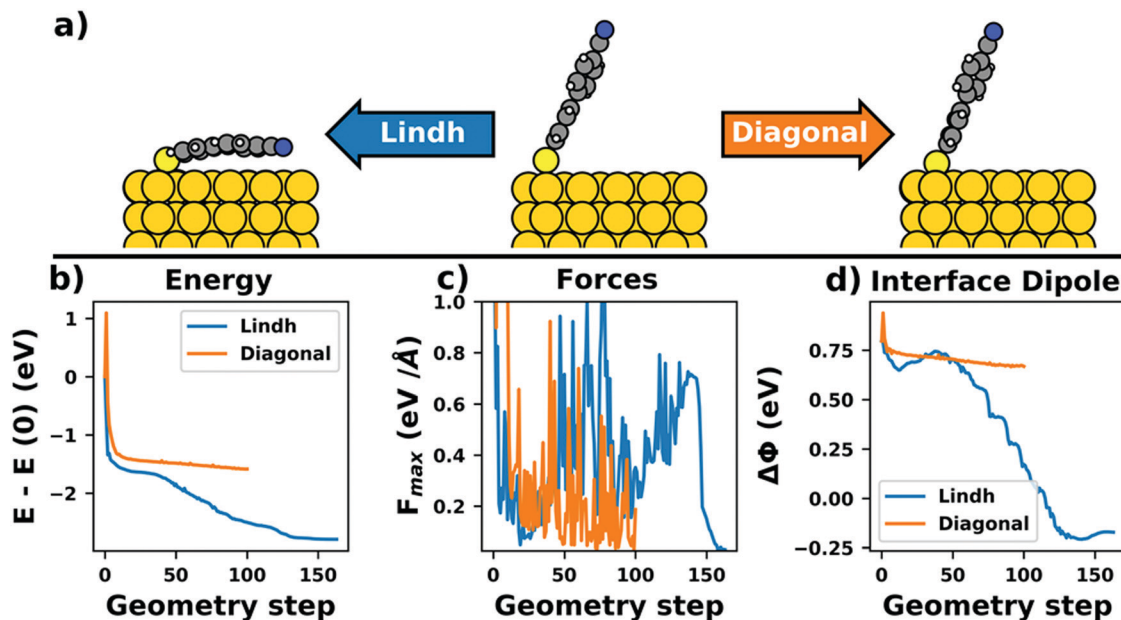 a)
Lindh
Diagonal
b)
Energy
E - E (0) (eV)
1
0
−1
−2
Lindh
Diagonal
0
50
100
150
Geometry step
c)
Forces
F_max (eV /Å)
1.0
0.8
0.6
0.4
0.2
0
50
100
150
Geometry step
d)
Interface Dipole
ΔΦ (eV)
0.75
0.50
0.25
0.00
−0.25
Lindh
Diagonal
0
50
100
150
Geometry step